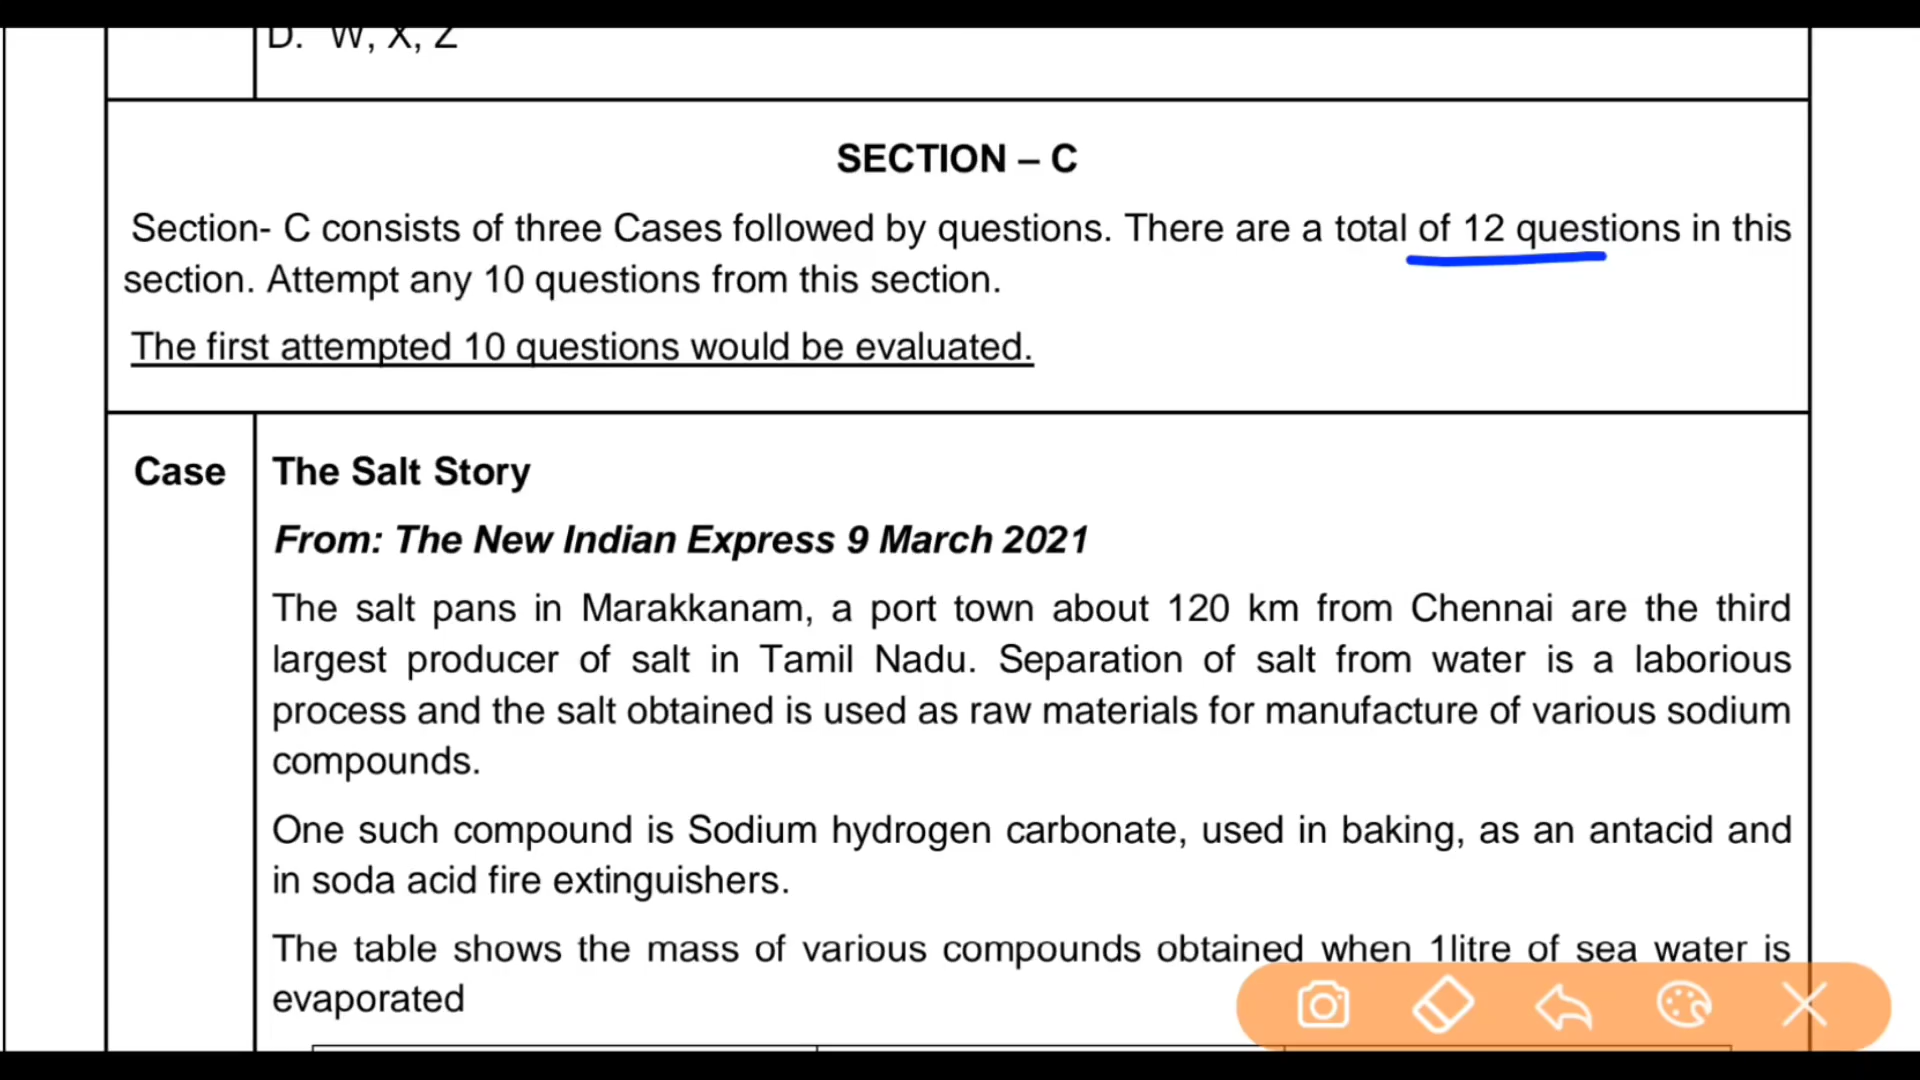 D. W, X, Z
SECTION – C
Section- C consists of three Cases followed by questions. There are a total of 12 questions in this
section. Attempt any 10 questions from this section.
The first attempted 10 questions would be evaluated.
Case
The Salt Story
From: The New Indian Express 9 March 2021
The salt pans in Marakkanam, a port town about 120 km from Chennai are the third
largest producer of salt in Tamil Nadu. Separation of salt from water is a laborious
process and the salt obtained is used as raw materials for manufacture of various sodium
compounds.
One such compound is Sodium hydrogen carbonate, used in baking, as an antacid and
in soda acid fire extinguishers.
The table shows the mass of various compounds obtained when 1litre of sea water is
evaporated